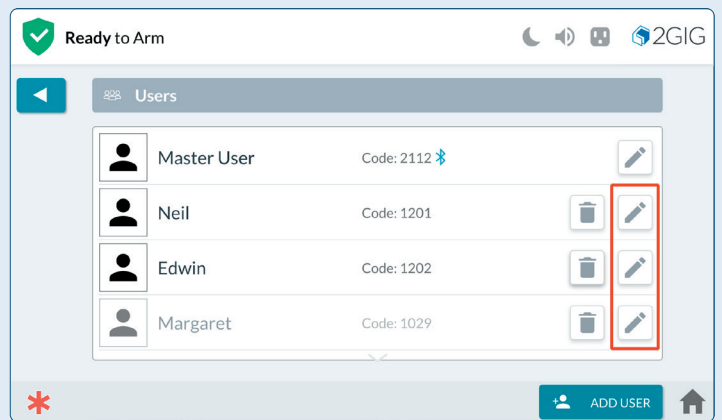 Ready to Arm
2GIG
Users
Master User Code: 2112
Neil Code: 1201
Edwin Code: 1202
Margaret Code: 1029
ADD USER